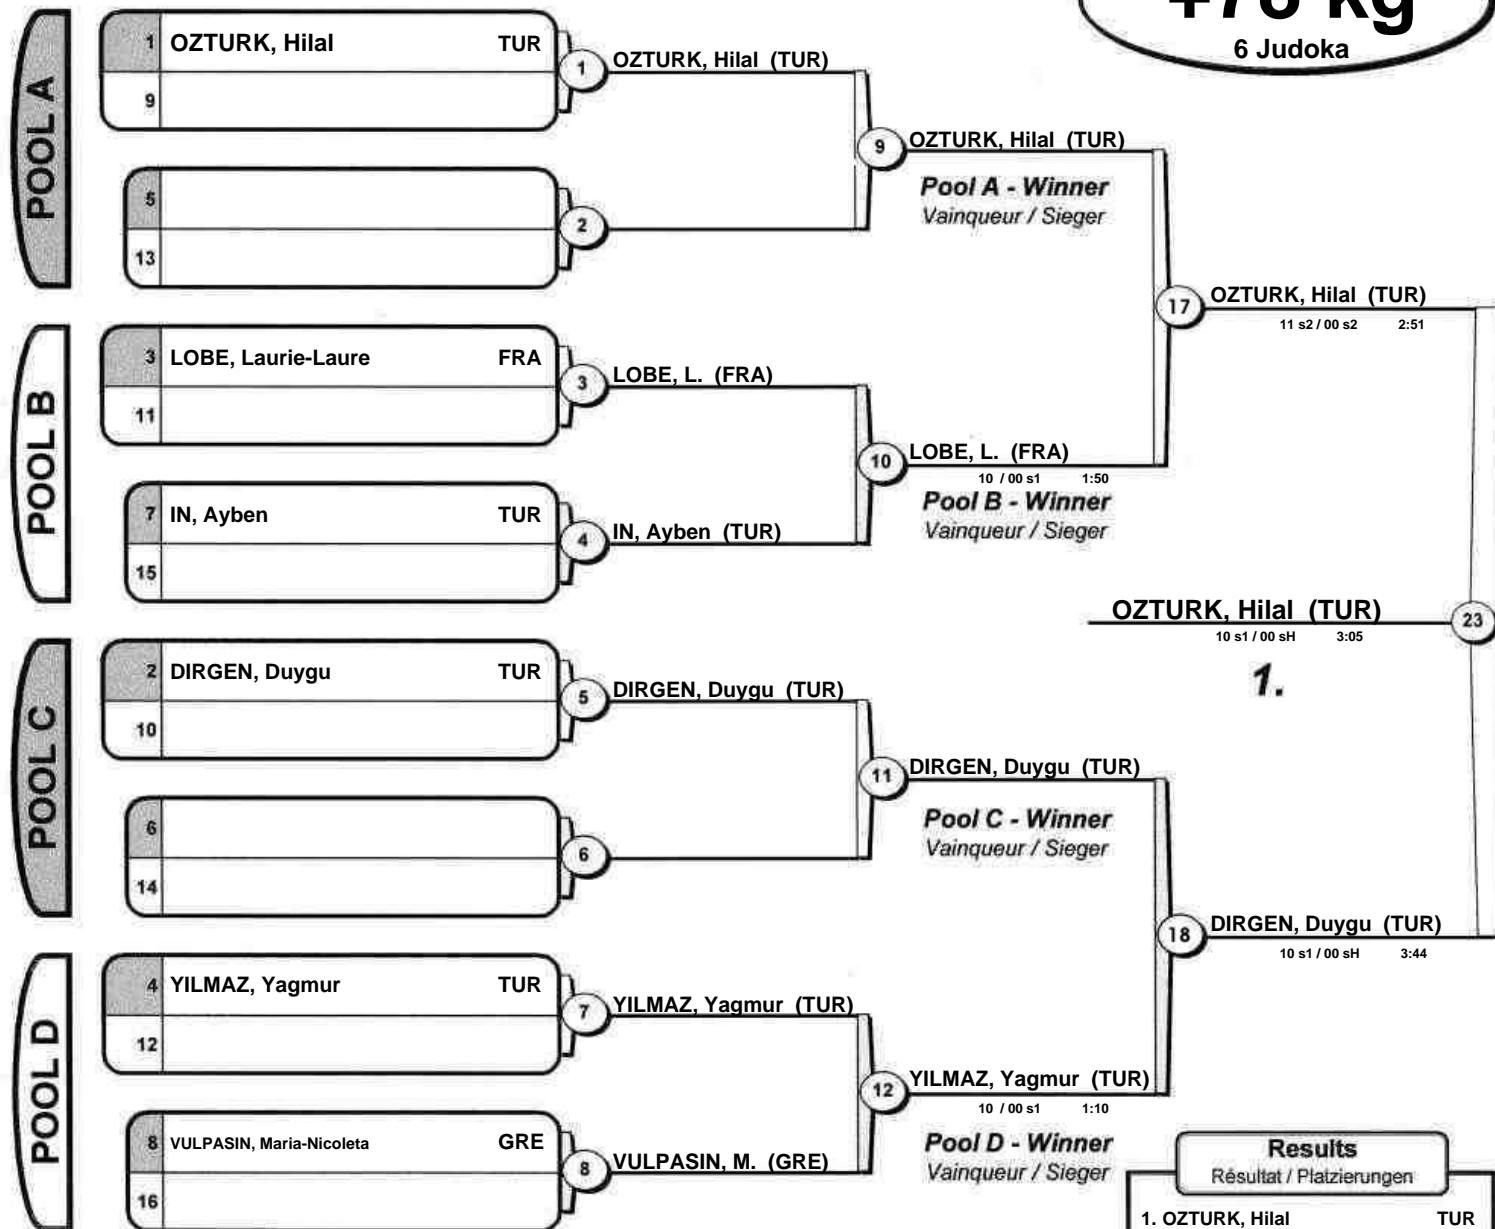 +78 kg
6 Judoka
POOL A
1 OZTURK, Hilal TUR
9
5
13
1 OZTURK, Hilal (TUR)
2
9 OZTURK, Hilal (TUR)
Pool A - Winner
Vainqueur / Sieger
POOL B
3 LOBE, Laurie-Laure FRA
11
7 IN, Ayben TUR
15
3 LOBE, L. (FRA)
4 IN, Ayben (TUR)
10 LOBE, L. (FRA)
10 / 00 s1 1:50
Pool B - Winner
Vainqueur / Sieger
17 OZTURK, Hilal (TUR)
11 s2 / 00 s2 2:51
OZTURK, Hilal (TUR) 23
10 s1 / 00 sH 3:05
1.
POOL C
2 DIRGEN, Duygu TUR
10
6
14
5 DIRGEN, Duygu (TUR)
6
11 DIRGEN, Duygu (TUR)
Pool C - Winner
Vainqueur / Sieger
18 DIRGEN, Duygu (TUR)
10 s1 / 00 sH 3:44
POOL D
4 YILMAZ, Yagmur TUR
12
8 VULPASIN, Maria-Nicoleta GRE
16
7 YILMAZ, Yagmur (TUR)
8 VULPASIN, M. (GRE)
12 YILMAZ, Yagmur (TUR)
10 / 00 s1 1:10
Pool D - Winner
Vainqueur / Sieger
Results
Résultat / Platzierungen
1. OZTURK, Hilal TUR